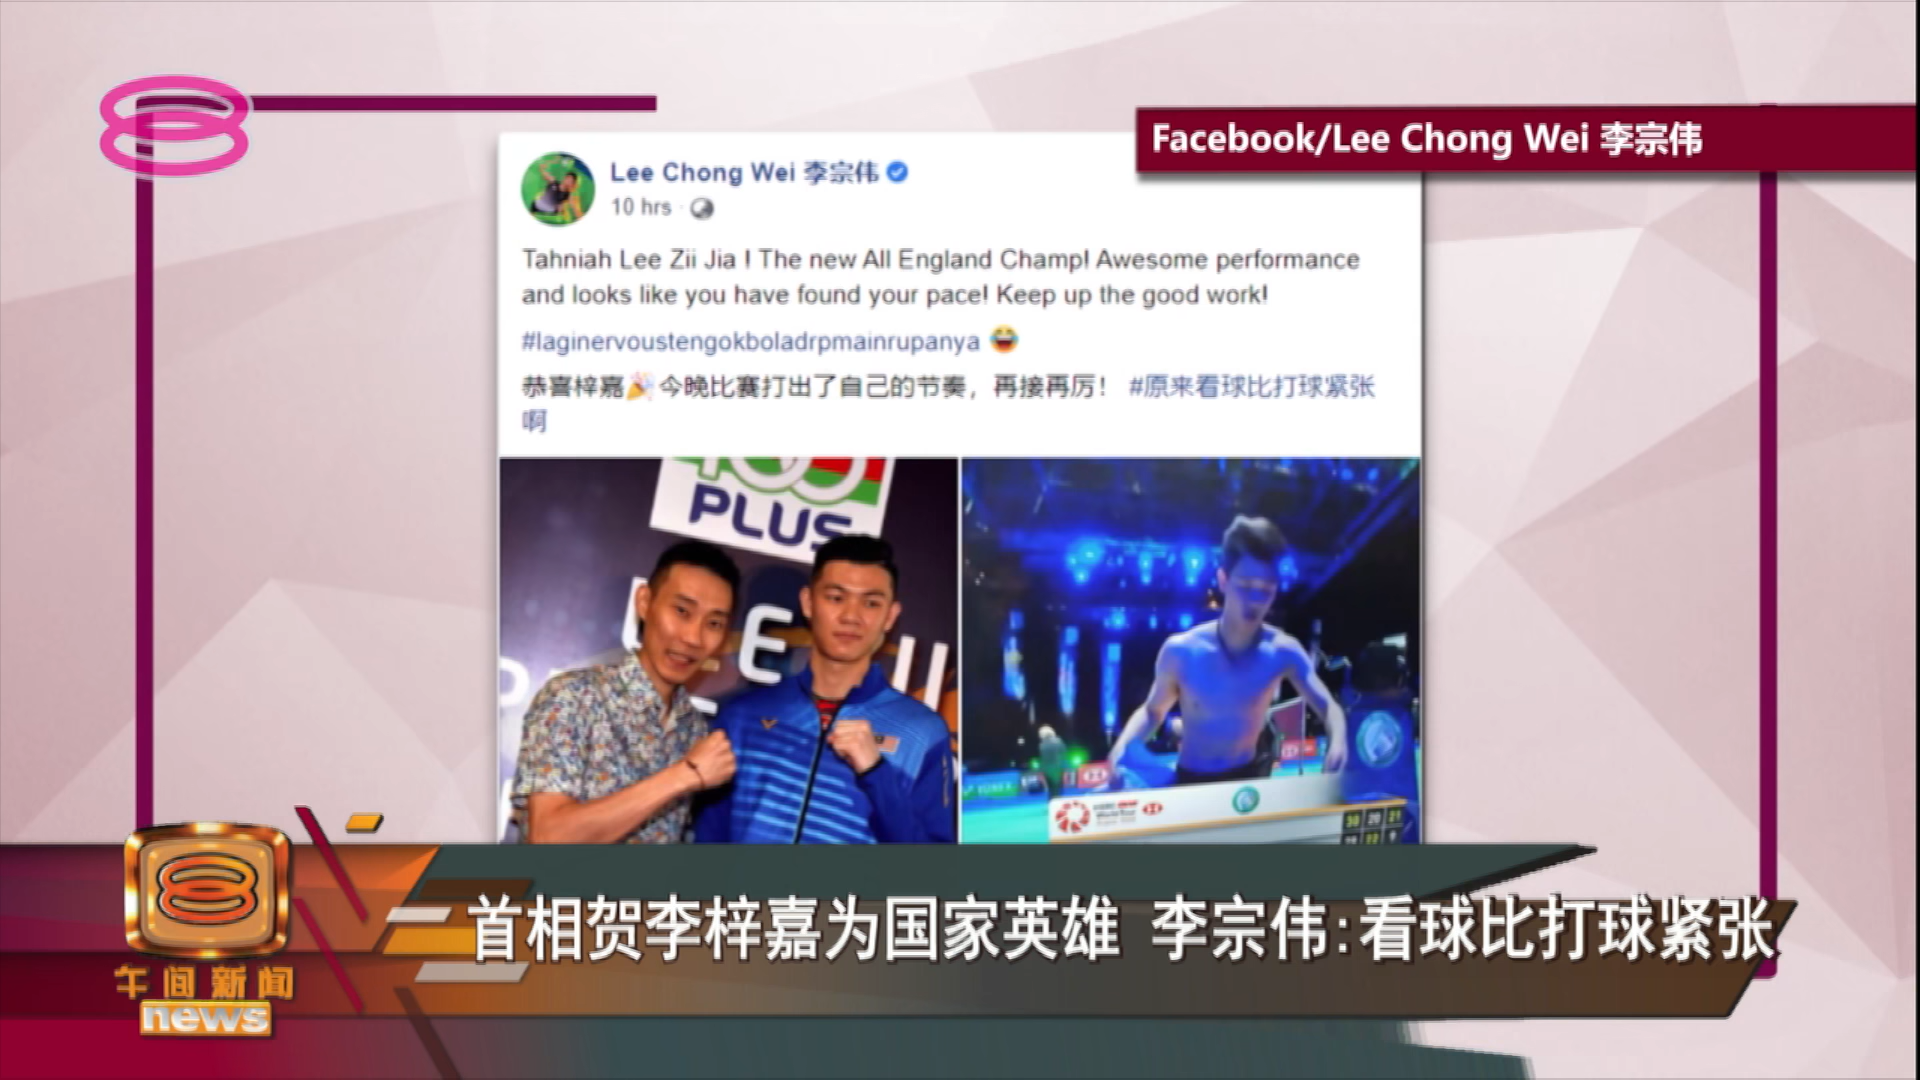 Facebook/Lee Chong Wei 李宗伟
Lee Chong Wei 李宗伟
10 hrs ·
Tahniah Lee Zii Jia ! The new All England Champ! Awesome performance
and looks like you have found your pace! Keep up the good work!
#laginervoustengokboladrpmainrupanya 😂
恭喜梓嘉🎉今晚比赛打出了自己的节奏，再接再厉！ #原来看球比打球紧张
啊
100
PLUS
LEE
首相贺李梓嘉为国家英雄 李宗伟:看球比打球紧张
午间新闻
news